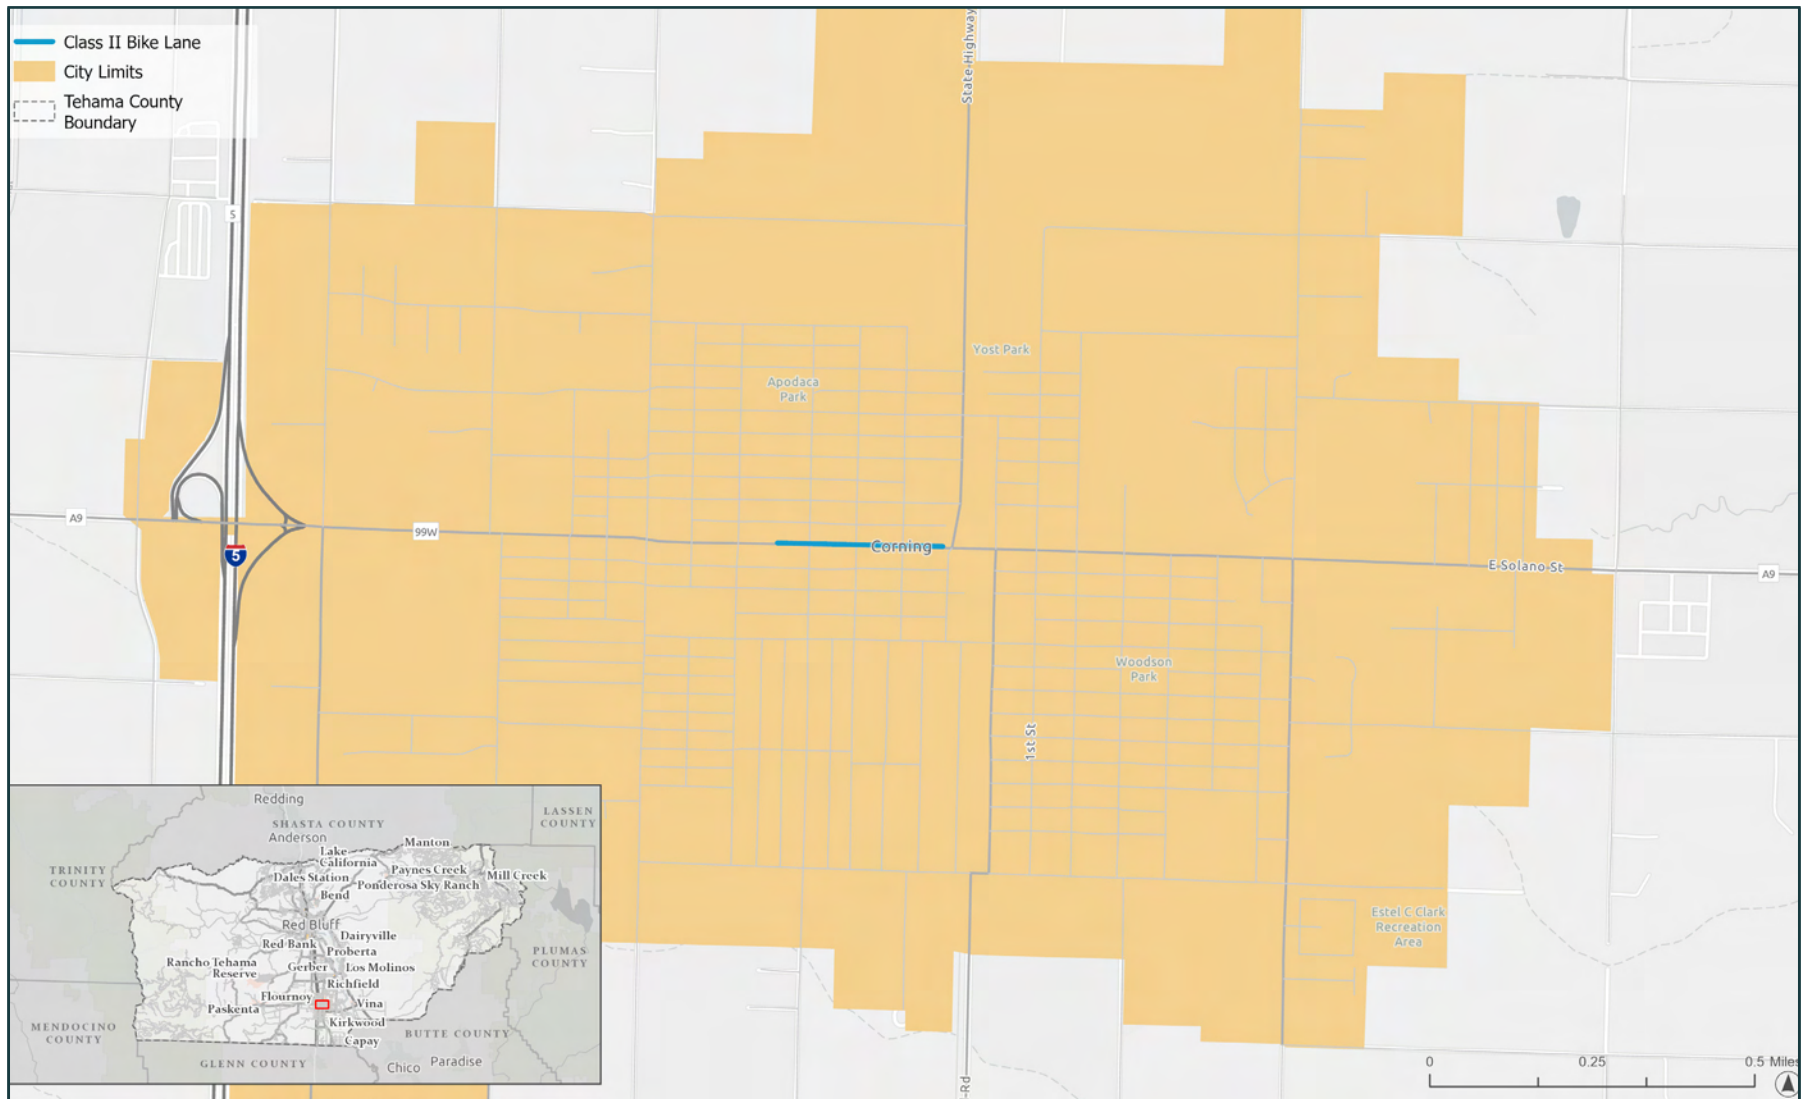 Class II Bike Lane
City Limits
Tehama County
Boundary
State Highway
5
Yost Park
Apodaca
Park
A9
99W
5
Corning
E Solano St
A9
Woodson
Park
1st St
Estel C Clark
Recreation
Area
Rd
0 0.25 0.5 Miles
Redding
SHASTA COUNTY
Anderson
LASSEN
COUNTY
TRINITY
COUNTY
Lake
California
Manton
Dales Station
Paynes Creek
Mill Creek
Ponderosa Sky Ranch
Bend
Red Bluff
Dairyville
Red Bank
Proberta
PLUMAS
COUNTY
Rancho Tehama
Reserve
Gerber
Los Molinos
Richfield
Flournoy
Vina
Paskenta
Kirkwood
MENDOCINO
COUNTY
BUTTE COUNTY
Capay
GLENN COUNTY
Chico
Paradise